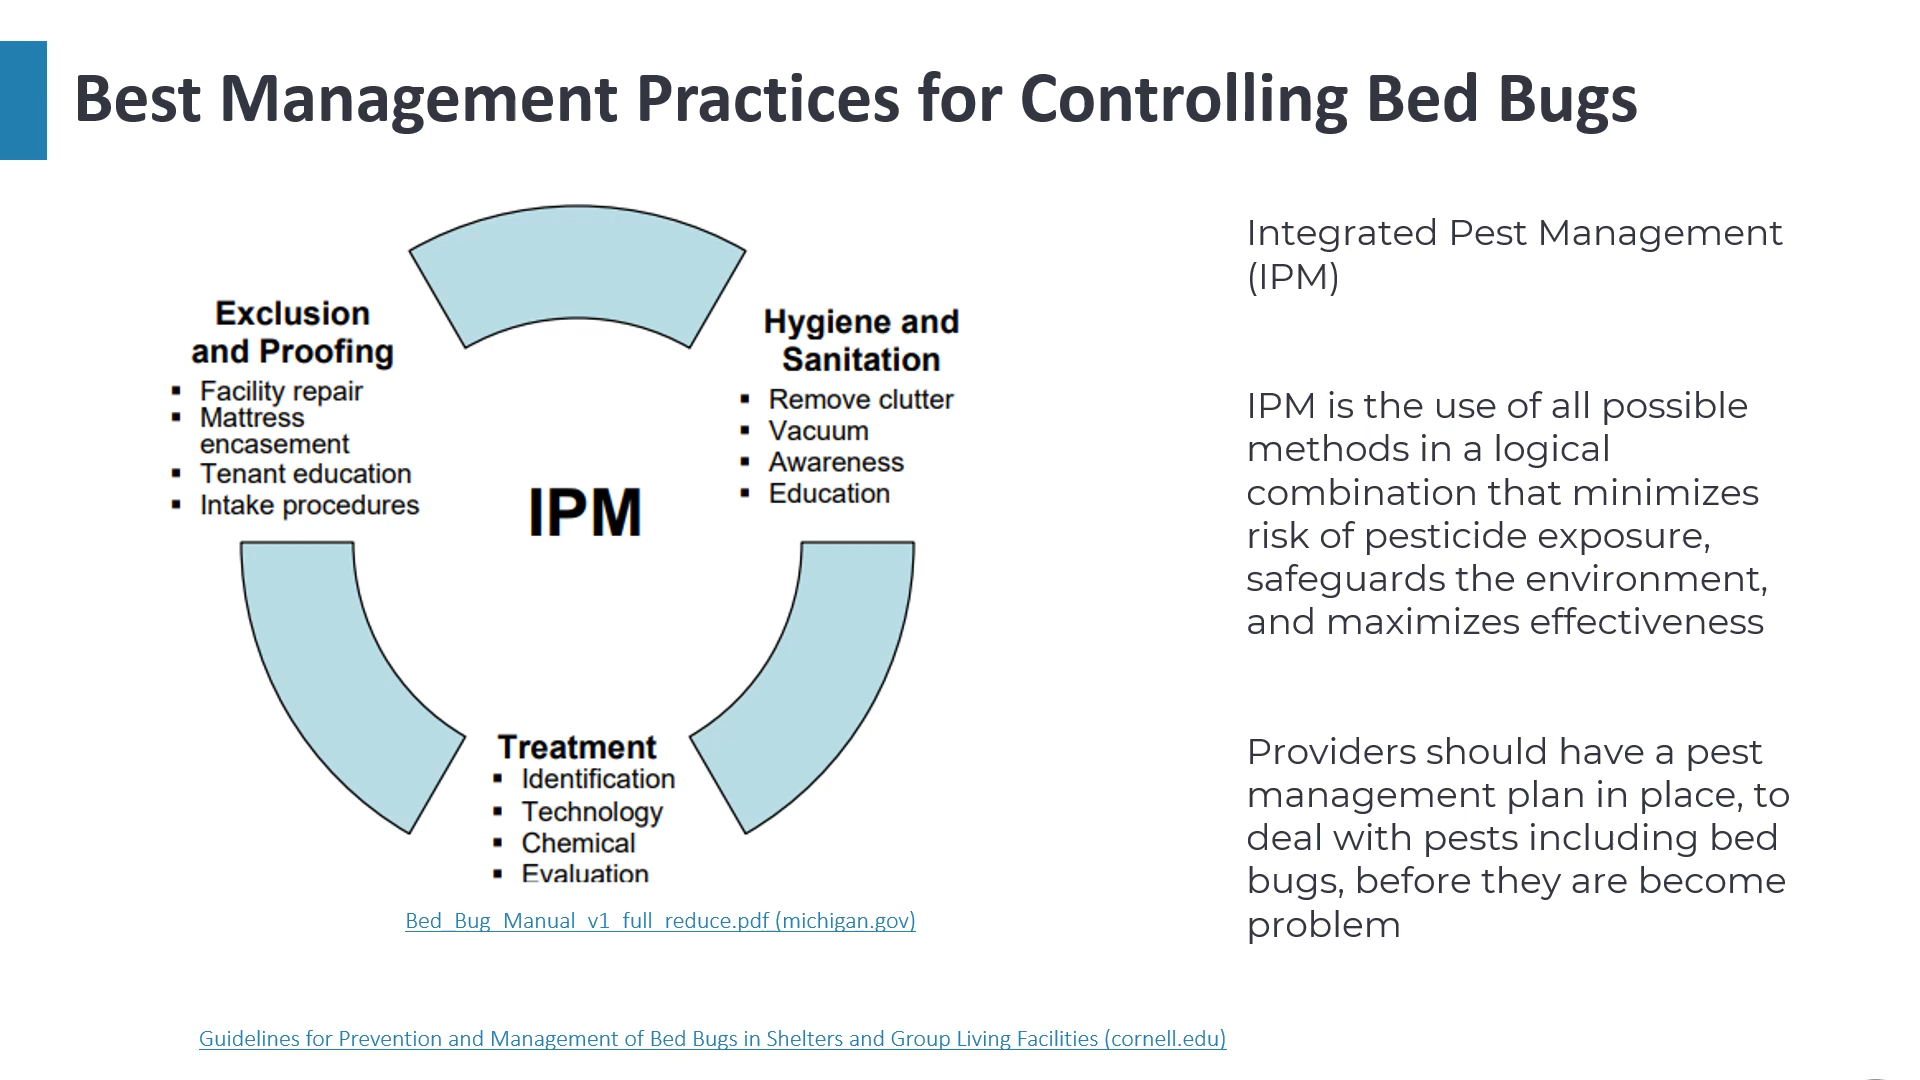 Best Management Practices for Controlling Bed Bugs
Exclusion
and Proofing
▪ Facility repair
▪ Mattress
encasement
▪ Tenant education
▪ Intake procedures
Hygiene and
Sanitation
▪ Remove clutter
▪ Vacuum
▪ Awareness
▪ Education
IPM
Treatment
▪ Identification
▪ Technology
▪ Chemical
▪ Evaluation
Bed_Bug_Manual_v1_full_reduce.pdf (michigan.gov)
Integrated Pest Management
(IPM)
IPM is the use of all possible
methods in a logical
combination that minimizes
risk of pesticide exposure,
safeguards the environment,
and maximizes effectiveness
Providers should have a pest
management plan in place, to
deal with pests including bed
bugs, before they are become
problem
Guidelines for Prevention and Management of Bed Bugs in Shelters and Group Living Facilities (cornell.edu)